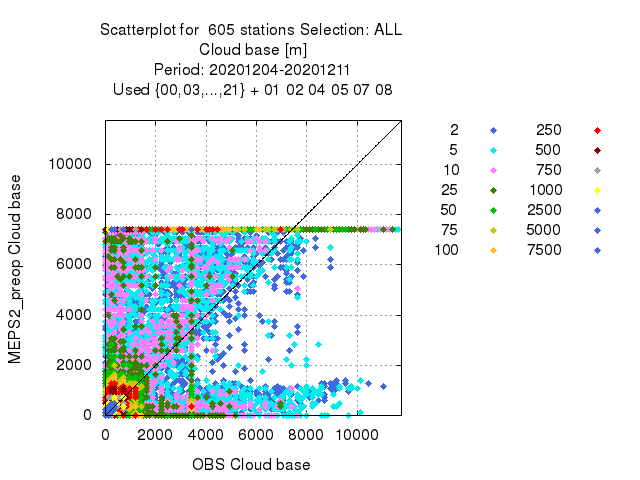 Scatterplot for  605 stations Selection: ALL
Cloud base [m]
Period: 20201204-20201211
Used {00,03,...,21} + 01 02 04 05 07 08
MEPS2_preop Cloud base
10000
8000
6000
4000
2000
0
0 2000 4000 6000 8000 10000
OBS Cloud base
2 250
5 500
10 750
25 1000
50 2500
75 5000
100 7500